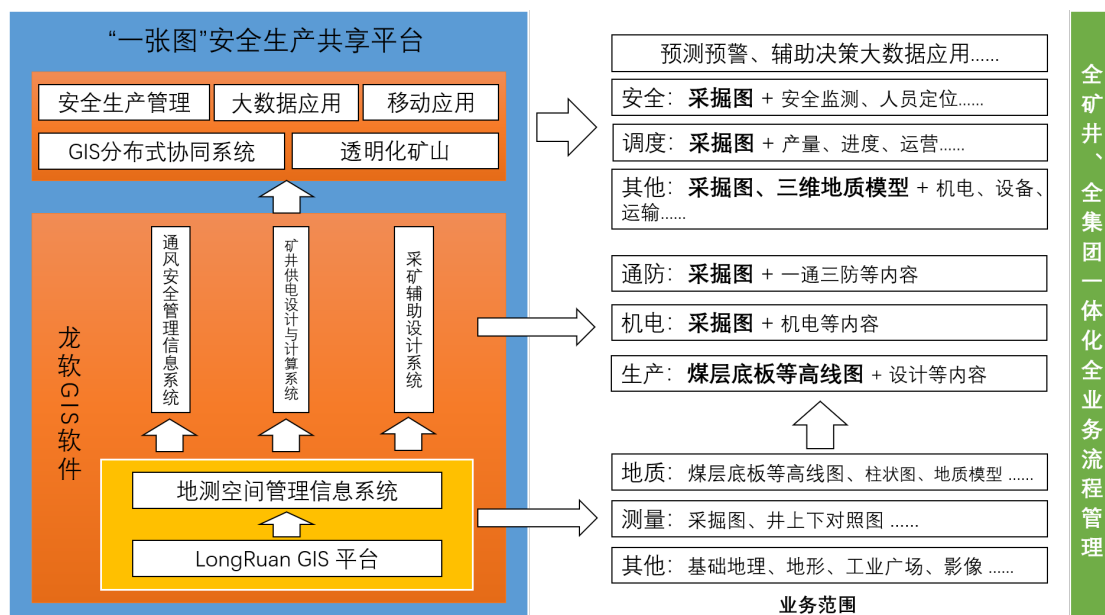 “一张图”安全生产共享平台
安全生产管理
大数据应用
移动应用
GIS分布式协同系统
透明化矿山
龙软GIS软件
通风安全管理信息系统
矿井供电设计与计算系统
采矿辅助设计系统
地测空间管理信息系统
LongRuan GIS 平台
预测预警、辅助决策大数据应用......
安全：采掘图 + 安全监测、人员定位......
调度：采掘图 + 产量、进度、运营......
其他：采掘图、三维地质模型 + 机电、设备、
运输......
通防：采掘图 + 一通三防等内容
机电：采掘图 + 机电等内容
生产：煤层底板等高线图 + 设计等内容
地质：煤层底板等高线图、柱状图、地质模型 ......
测量：采掘图、井上下对照图 ......
其他：基础地理、地形、工业广场、影像 ......
业务范围
全矿井、全集团一体化全业务流程管理